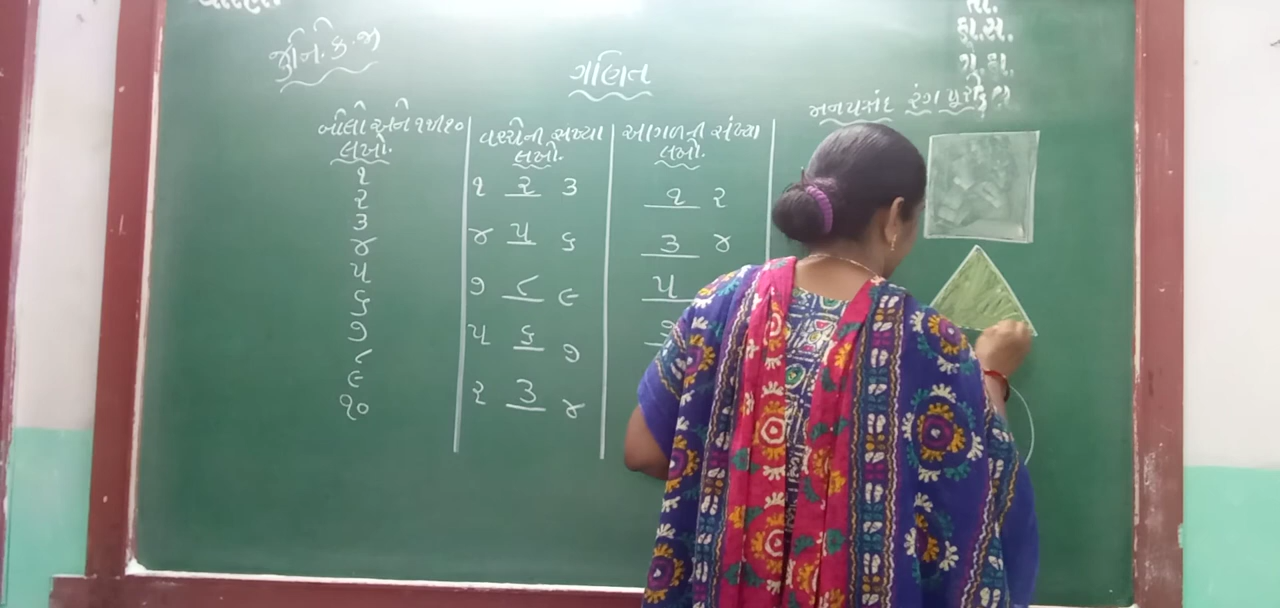 જુનિ. કે. જી
ગણિત
તા.
હા.સ.
ગે.હા.
બોલો અને ૧થી૧૦
લખો.
૧
૨
૩
૪
૫
૬
૭
૮
૯
૧૦
વચ્ચેની સંખ્યા
લખો.
૧ ૨ ૩
૪ ૫ ૬
૭ ૮ ૯
૫ ૬ ૭
૨ ૩ ૪
આગળની સંખ્યા
લખો.
૧ ૨
૩ ૪
૫
મનપસંદ રંગ પૂરો